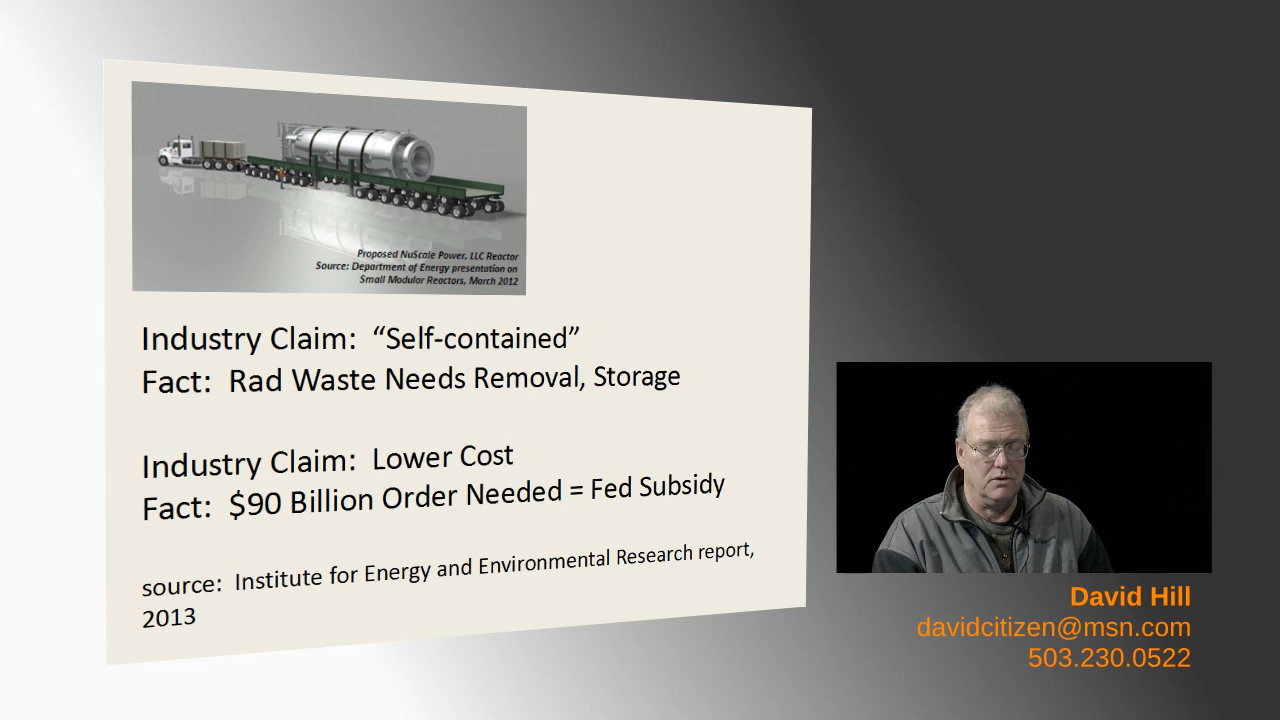 Proposed NuScale Power, LLC Reactor
Source: Department of Energy presentation on
Small Modular Reactors, March 2012
Industry Claim:  “Self-contained”
Fact:  Rad Waste Needs Removal, Storage
Industry Claim:  Lower Cost
Fact:  $90 Billion Order Needed = Fed Subsidy
source:  Institute for Energy and Environmental Research report,
2013
David Hill
davidcitizen@msn.com
503.230.0522